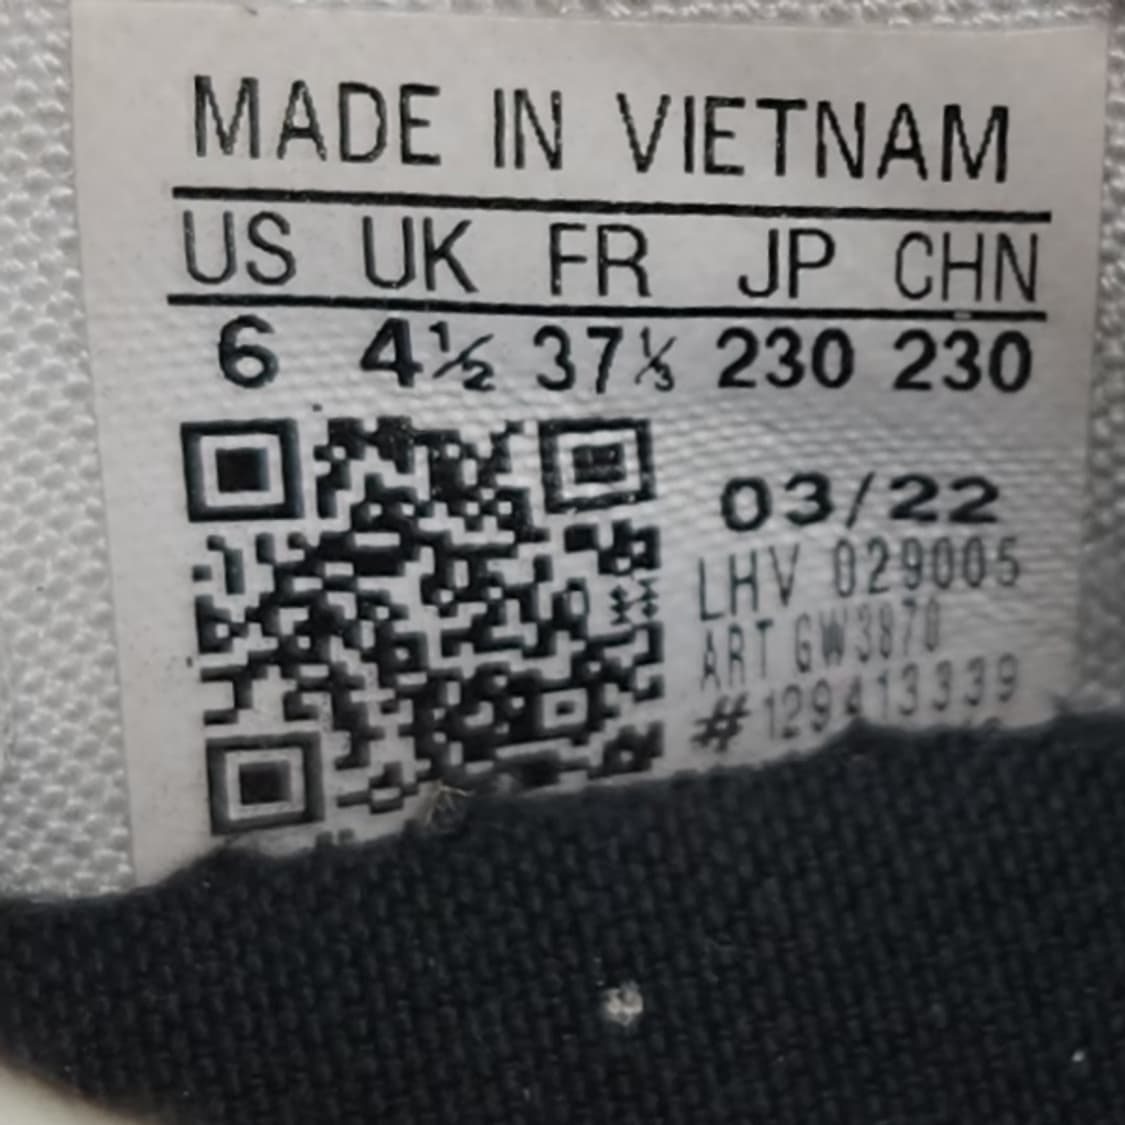 MADE IN VIETNAM
US UK FR JP CHN
6 4½ 37⅓ 230 230
03/22
LHV 029005
ART GW3870
#129413339